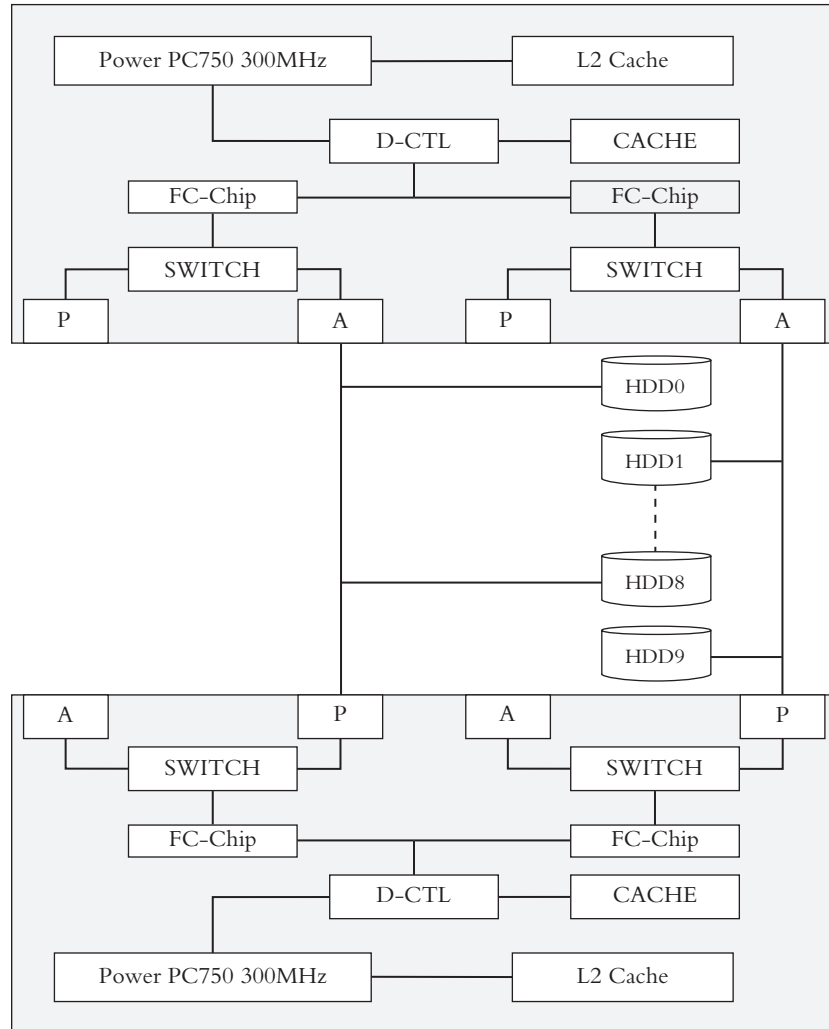 Power PC750 300MHz
L2 Cache
D-CTL
CACHE
FC-Chip
FC-Chip
SWITCH
SWITCH
P
A
P
A
HDD0
HDD1
HDD8
HDD9
A
P
A
P
SWITCH
SWITCH
FC-Chip
FC-Chip
D-CTL
CACHE
Power PC750 300MHz
L2 Cache